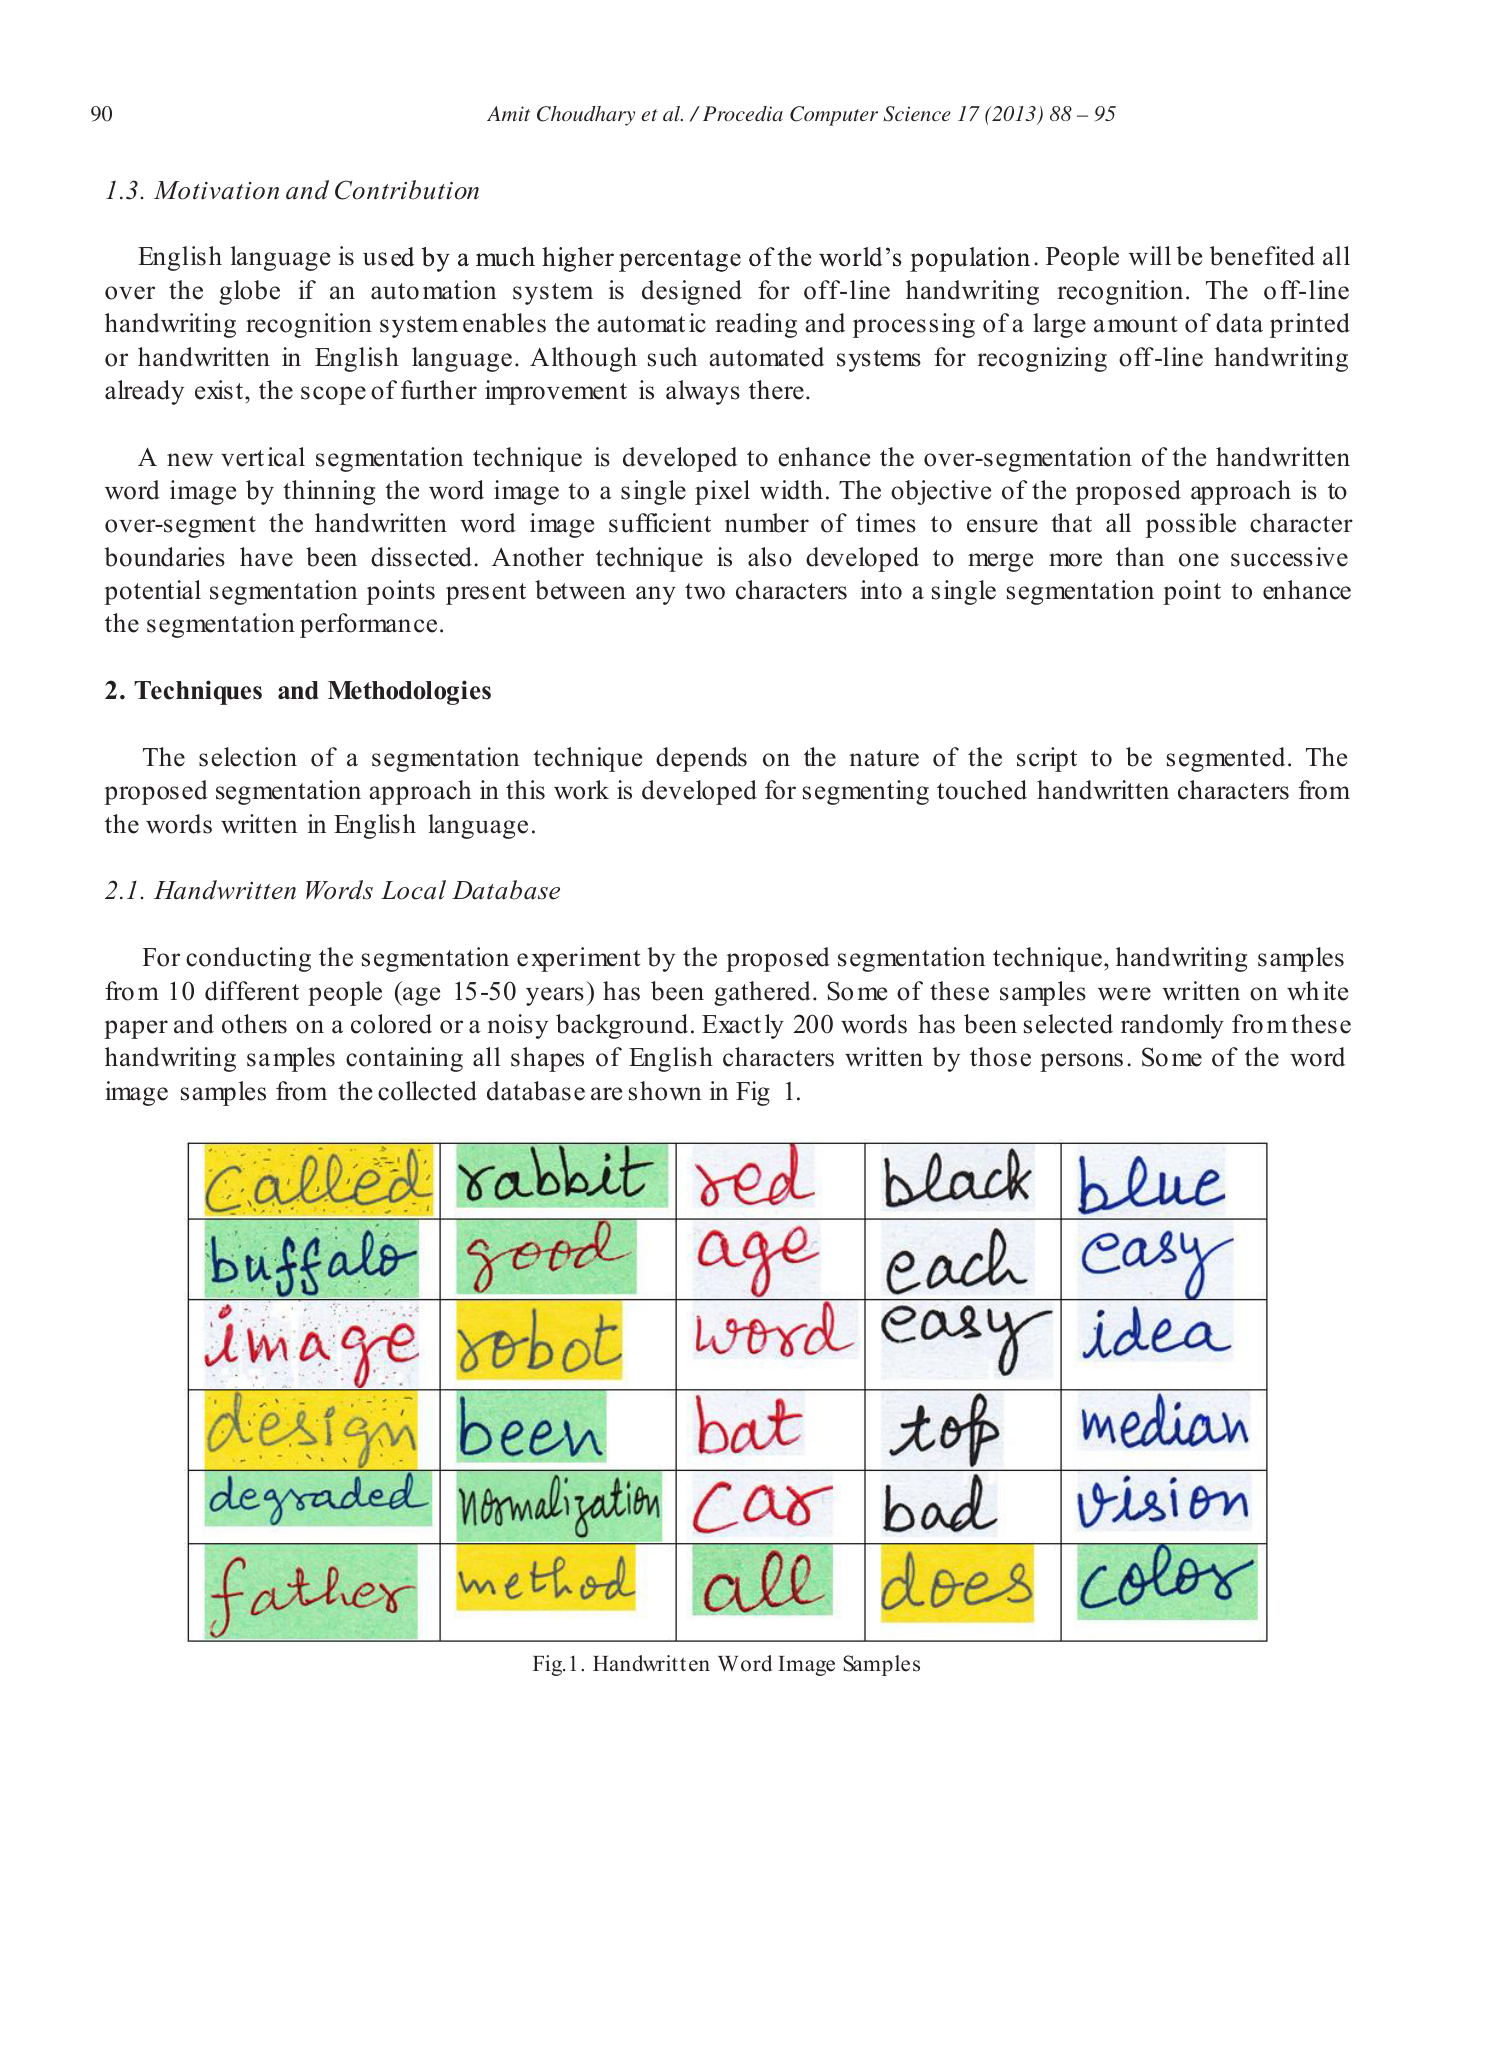 90
Amit Choudhary et al. / Procedia Computer Science 17 (2013) 88 – 95
1.3. Motivation and Contribution
English language is used by a much higher percentage of the world’s population. People will be benefited all
over the globe if an automation system is designed for off-line handwriting recognition. The off-line
handwriting recognition system enables the automatic reading and processing of a large amount of data printed
or handwritten in English language. Although such automated systems for recognizing off-line handwriting
already exist, the scope of further improvement is always there.
A new vertical segmentation technique is developed to enhance the over-segmentation of the handwritten
word image by thinning the word image to a single pixel width. The objective of the proposed approach is to
over-segment the handwritten word image sufficient number of times to ensure that all possible character
boundaries have been dissected. Another technique is also developed to merge more than one successive
potential segmentation points present between any two characters into a single segmentation point to enhance
the segmentation performance.
2. Techniques and Methodologies
The selection of a segmentation technique depends on the nature of the script to be segmented. The
proposed segmentation approach in this work is developed for segmenting touched handwritten characters from
the words written in English language.
2.1. Handwritten Words Local Database
For conducting the segmentation experiment by the proposed segmentation technique, handwriting samples
from 10 different people (age 15-50 years) has been gathered. Some of these samples were written on white
paper and others on a colored or a noisy background. Exactly 200 words has been selected randomly from these
handwriting samples containing all shapes of English characters written by those persons. Some of the word
image samples from the collected database are shown in Fig 1.
called rabbit red black blue
buffalo good age each easy
image robot word easy idea
design been bat top median
degraded normalization car bad vision
father method all does color
Fig.1. Handwritten Word Image Samples